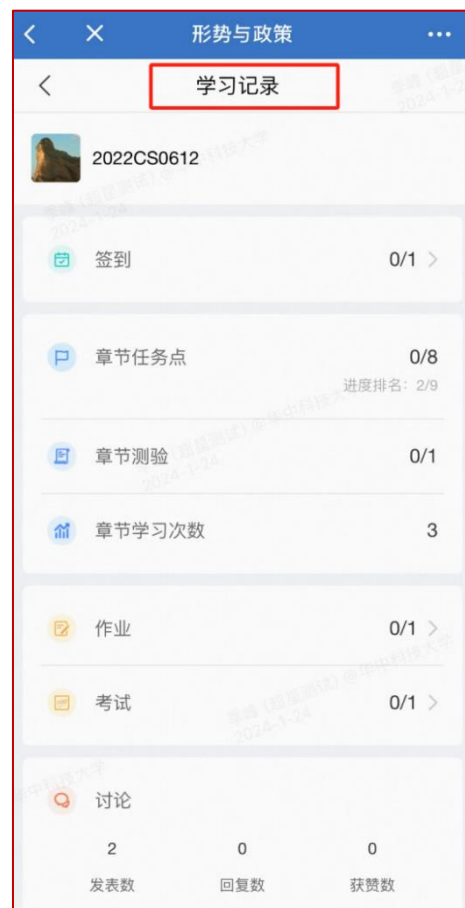 形势与政策
学习记录
2022CS0612
签到 0/1
章节任务点 0/8
进度排名：2/9
章节测验 0/1
章节学习次数 3
作业 0/1
考试 0/1
讨论
2 0 0
发表数 回复数 获赞数